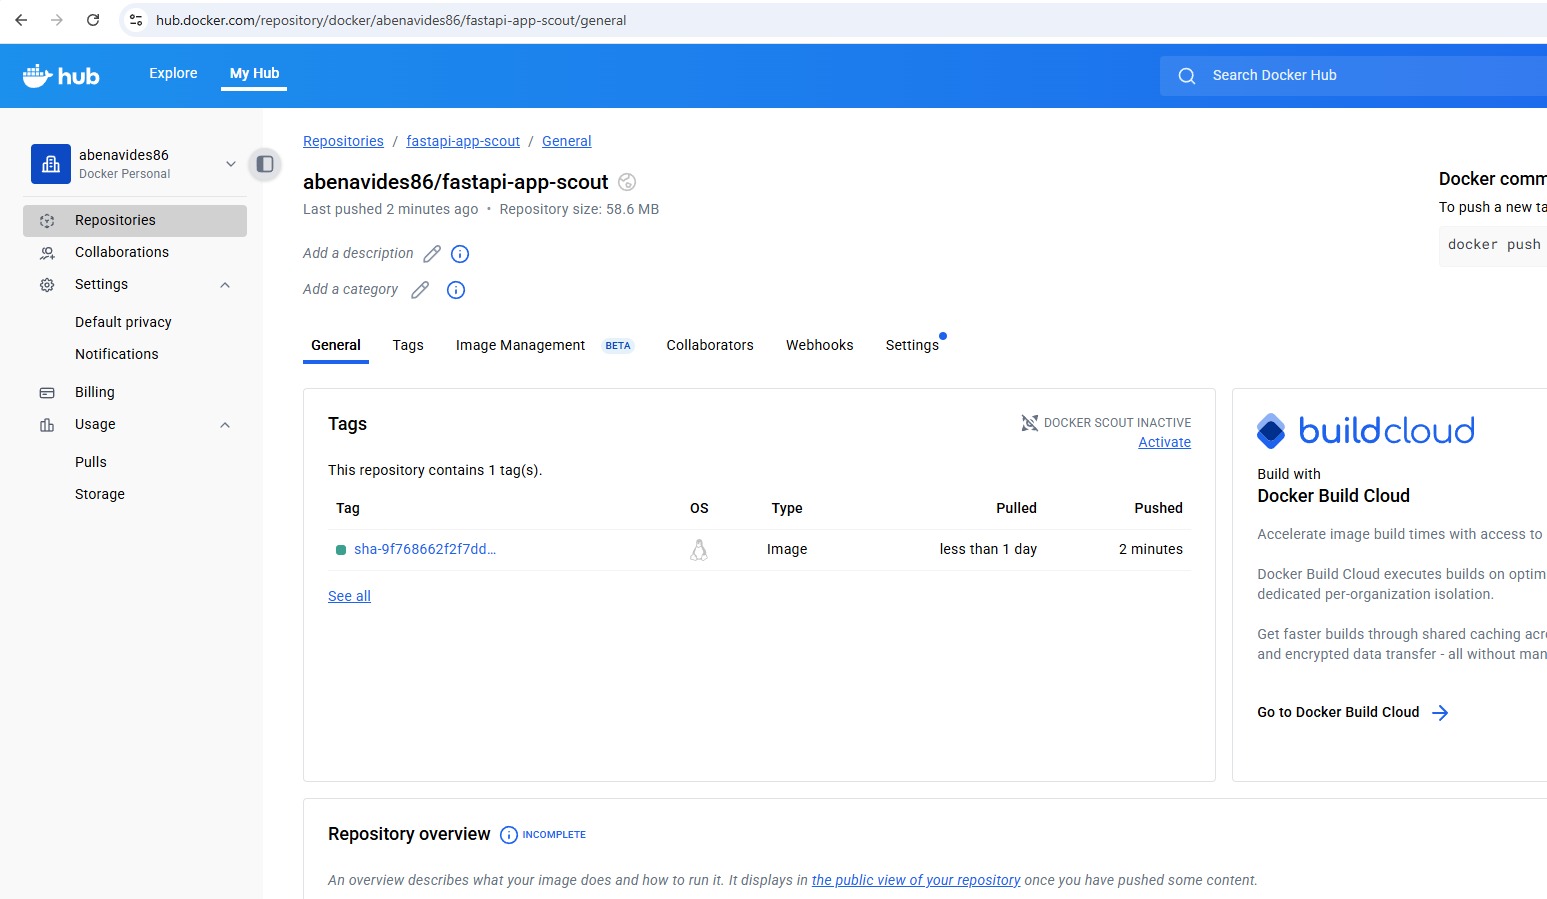 hub.docker.com/repository/docker/abenavides86/fastapi-app-scout/general
hub
Explore
My Hub
Search Docker Hub
abenavides86
Docker Personal
Repositories
Collaborations
Settings
Default privacy
Notifications
Billing
Usage
Pulls
Storage
Repositories / fastapi-app-scout / General
abenavides86/fastapi-app-scout
Last pushed 2 minutes ago • Repository size: 58.6 MB
Add a description
Add a category
Docker comm
To push a new ta
docker push
General Tags Image Management BETA Collaborators Webhooks Settings
Tags
DOCKER SCOUT INACTIVE
Activate
This repository contains 1 tag(s).
Tag OS Type Pulled Pushed
sha-9f768662f2f7dd... Image less than 1 day 2 minutes
See all
buildcloud
Build with
Docker Build Cloud
Accelerate image build times with access to
Docker Build Cloud executes builds on optim
dedicated per-organization isolation.
Get faster builds through shared caching acr
and encrypted data transfer - all without man
Go to Docker Build Cloud
Repository overview INCOMPLETE
An overview describes what your image does and how to run it. It displays in the public view of your repository once you have pushed some content.